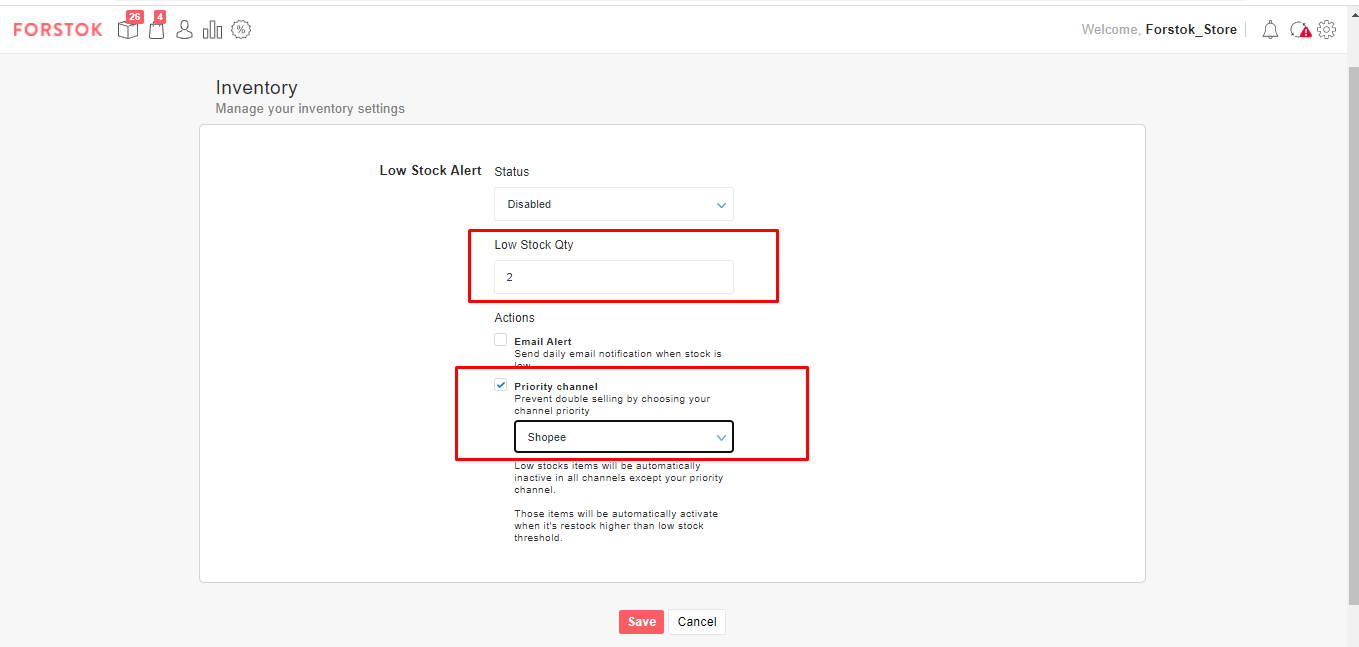 26
4
FORSTOK
%
Welcome, Forstok_Store
Inventory
Manage your inventory settings
Low Stock Alert
Status
Disabled
Low Stock Qty
2
Actions
Email Alert
Send daily email notification when stock is
low.
Priority channel
Prevent double selling by choosing your
channel priority
Shopee
Low stocks items will be automatically
inactive in all channels except your priority
channel.
Those items will be automatically activate
when it's restock higher than low stock
threshold.
Save
Cancel